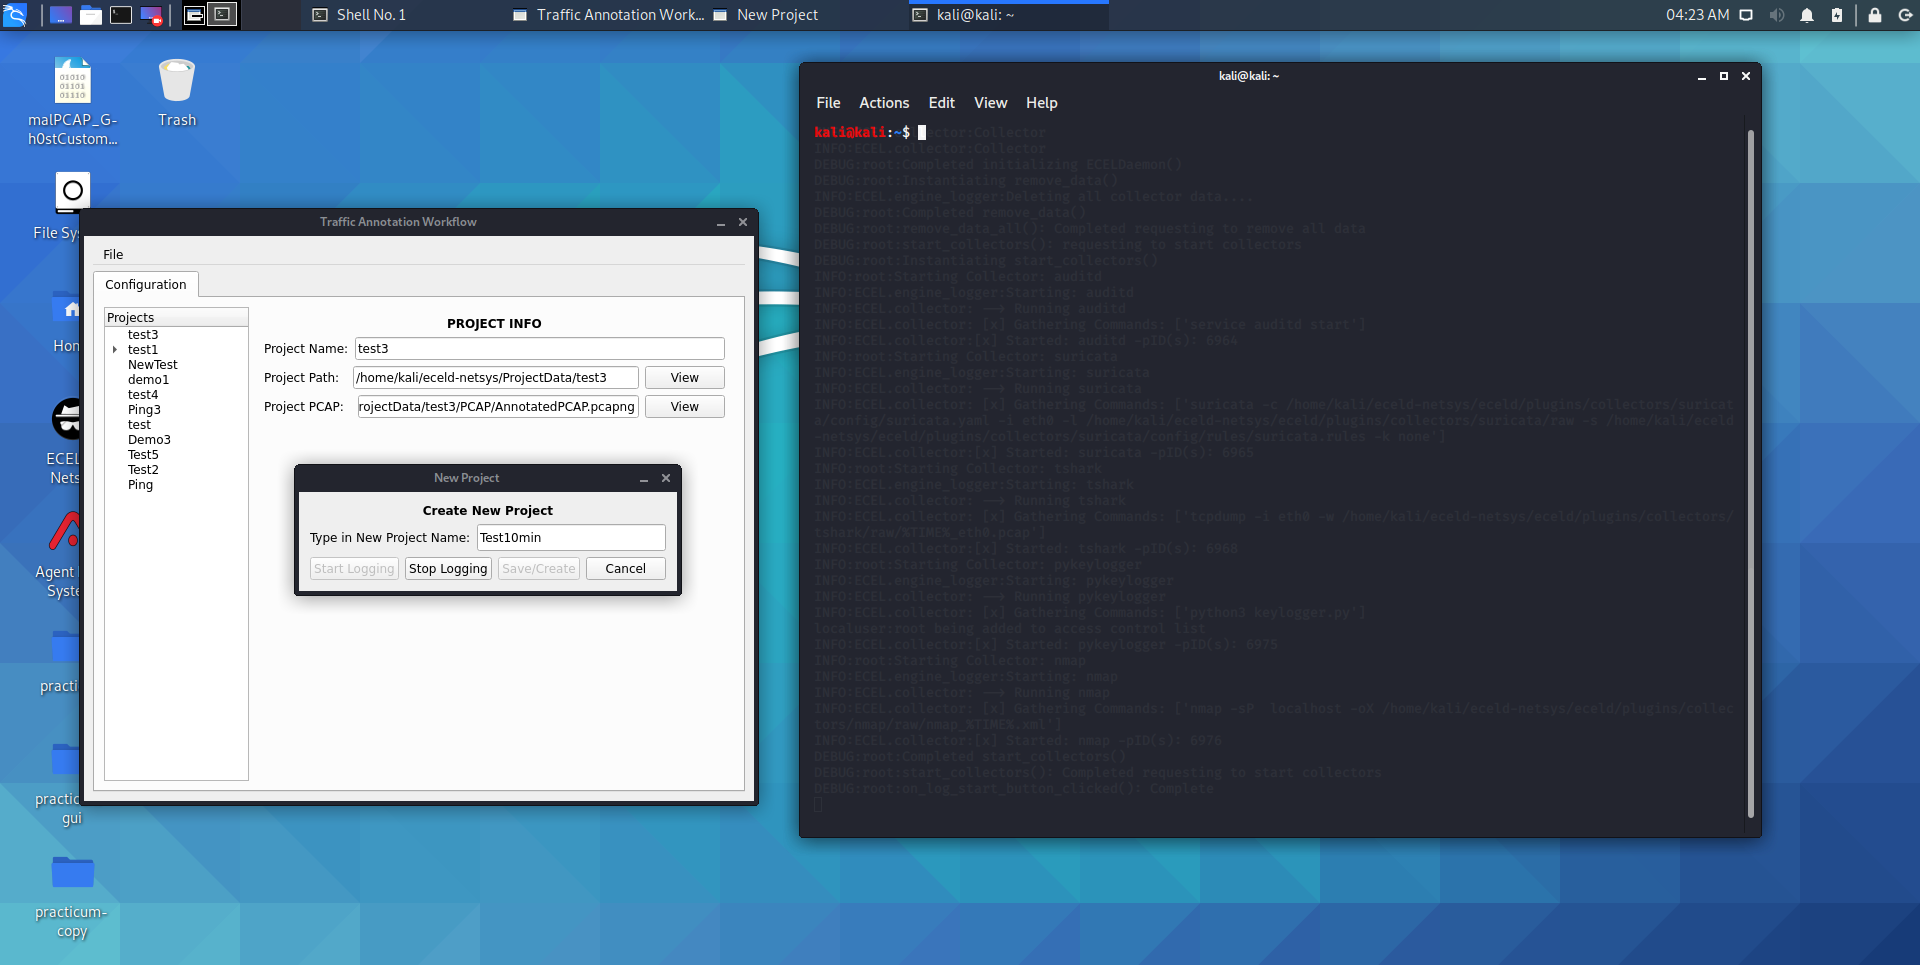 Shell No. 1
Traffic Annotation Work...
New Project
kali@kali: ~
04:23 AM
malPCAP_G-
h0stCustom...
Trash
File Sy
Hon
ECEL
Nets
Agent
Syste
practi
practic
gui
practicum-
copy
Traffic Annotation Workflow
File
Configuration
Projects
test3
test1
NewTest
demo1
test4
Ping3
test
Demo3
Test5
Test2
Ping
PROJECT INFO
Project Name: test3
Project Path: /home/kali/eceld-netsys/ProjectData/test3 View
Project PCAP: rojectData/test3/PCAP/AnnotatedPCAP.pcapng View
New Project
Create New Project
Type in New Project Name: Test10min
Start Logging Stop Logging Save/Create Cancel
kali@kali: ~
File Actions Edit View Help
kali@kali:~$ ctor:Collector
INFO:ECEL.collector:Collector
DEBUG:root:Completed initializing ECELDaemon()
DEBUG:root:Instantiating remove_data()
INFO:ECEL.engine_logger:Deleting all collector data....
DEBUG:root:Completed remove_data()
DEBUG:root:remove_data_all(): Completed requesting to remove all data
DEBUG:root:start_collectors(): requesting to start collectors
DEBUG:root:Instantiating start_collectors()
INFO:root:Starting Collector: auditd
INFO:ECEL.engine_logger:Starting: auditd
INFO:ECEL.collector: —> Running auditd
INFO:ECEL.collector: [x] Gathering Commands: ['service auditd start']
INFO:ECEL.collector:[x] Started: auditd -pID(s): 6964
INFO:root:Starting Collector: suricata
INFO:ECEL.engine_logger:Starting: suricata
INFO:ECEL.collector: —> Running suricata
INFO:ECEL.collector: [x] Gathering Commands: ['suricata -c /home/kali/eceld-netsys/eceld/plugins/collectors/suricat
a/config/suricata.yaml -i eth0 -l /home/kali/eceld-netsys/eceld/plugins/collectors/suricata/raw -s /home/kali/eceld
-netsys/eceld/plugins/collectors/suricata/config/rules/suricata.rules -k none']
INFO:ECEL.collector:[x] Started: suricata -pID(s): 6965
INFO:root:Starting Collector: tshark
INFO:ECEL.engine_logger:Starting: tshark
INFO:ECEL.collector: —> Running tshark
INFO:ECEL.collector: [x] Gathering Commands: ['tcpdump -i eth0 -w /home/kali/eceld-netsys/eceld/plugins/collectors/
tshark/raw/%TIME%_eth0.pcap']
INFO:ECEL.collector:[x] Started: tshark -pID(s): 6968
INFO:root:Starting Collector: pykeylogger
INFO:ECEL.engine_logger:Starting: pykeylogger
INFO:ECEL.collector: —> Running pykeylogger
INFO:ECEL.collector: [x] Gathering Commands: ['python3 keylogger.py']
localuser:root being added to access control list
INFO:ECEL.collector:[x] Started: pykeylogger -pID(s): 6975
INFO:root:Starting Collector: nmap
INFO:ECEL.engine_logger:Starting: nmap
INFO:ECEL.collector: —> Running nmap
INFO:ECEL.collector: [x] Gathering Commands: ['nmap -sP localhost -oX /home/kali/eceld-netsys/eceld/plugins/collec
tors/nmap/raw/nmap_%TIME%.xml']
INFO:ECEL.collector:[x] Started: nmap -pID(s): 6976
DEBUG:root:Completed start_collectors()
DEBUG:root:start_collectors(): Completed requesting to start collectors
DEBUG:root:on_log_start_button_clicked(): Complete